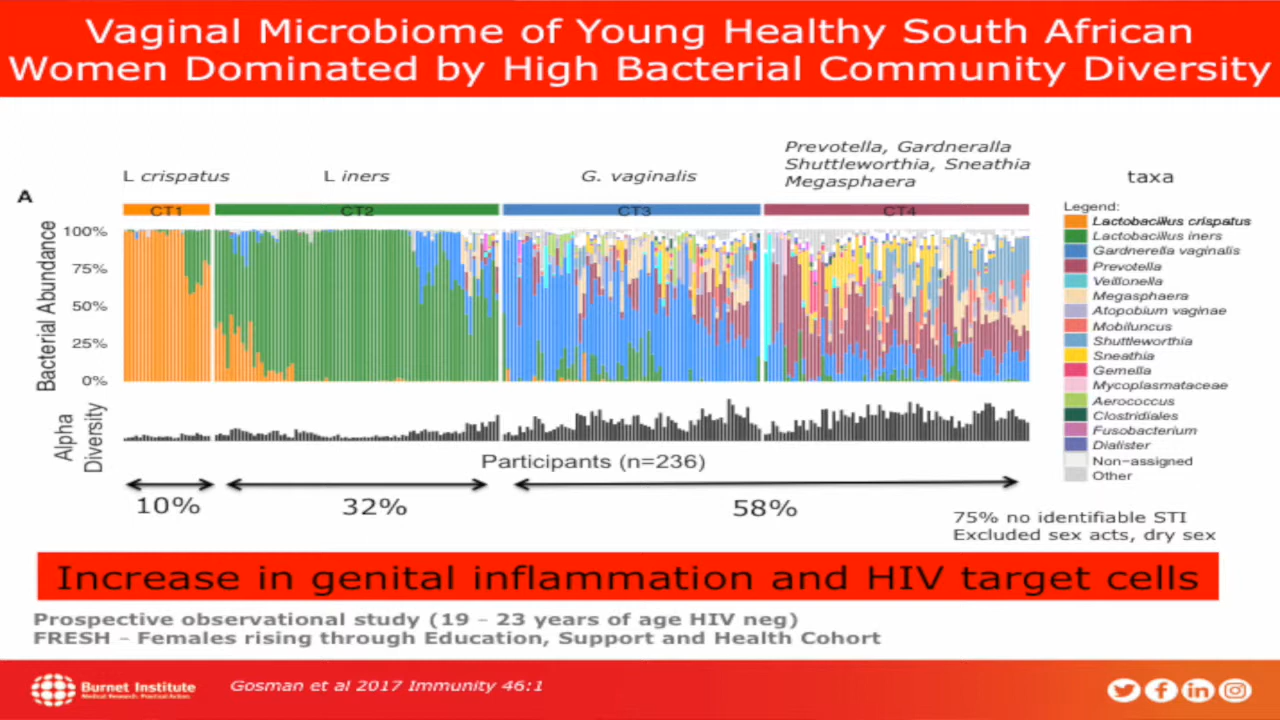 Vaginal Microbiome of Young Healthy South African
Women Dominated by High Bacterial Community Diversity
Prevotella, Gardneralla
Shuttleworthia, Sneathia
Megasphaera
L crispatus
L iners
G. vaginalis
taxa
A
CT1
CT2
CT3
CT4
Bacterial Abundance
100%
75%
50%
25%
0%
Alpha
Diversity
Legend:
Lactobacillus crispatus
Lactobacillus iners
Gardnerella vaginalis
Prevotella
Veillonella
Megasphaera
Atopobium vaginae
Mobiluncus
Shuttleworthia
Sneathia
Gemella
Mycoplasmataceae
Aerococcus
Clostridiales
Fusobacterium
Dialister
Non-assigned
Other
Participants (n=236)
10%
32%
58%
75% no identifiable STI
Excluded sex acts, dry sex
Increase in genital inflammation and HIV target cells
Prospective observational study (19 - 23 years of age HIV neg)
FRESH - Females rising through Education, Support and Health Cohort
Burnet Institute
Medical Research. Practical Action.
Gosman et al 2017 Immunity 46:1